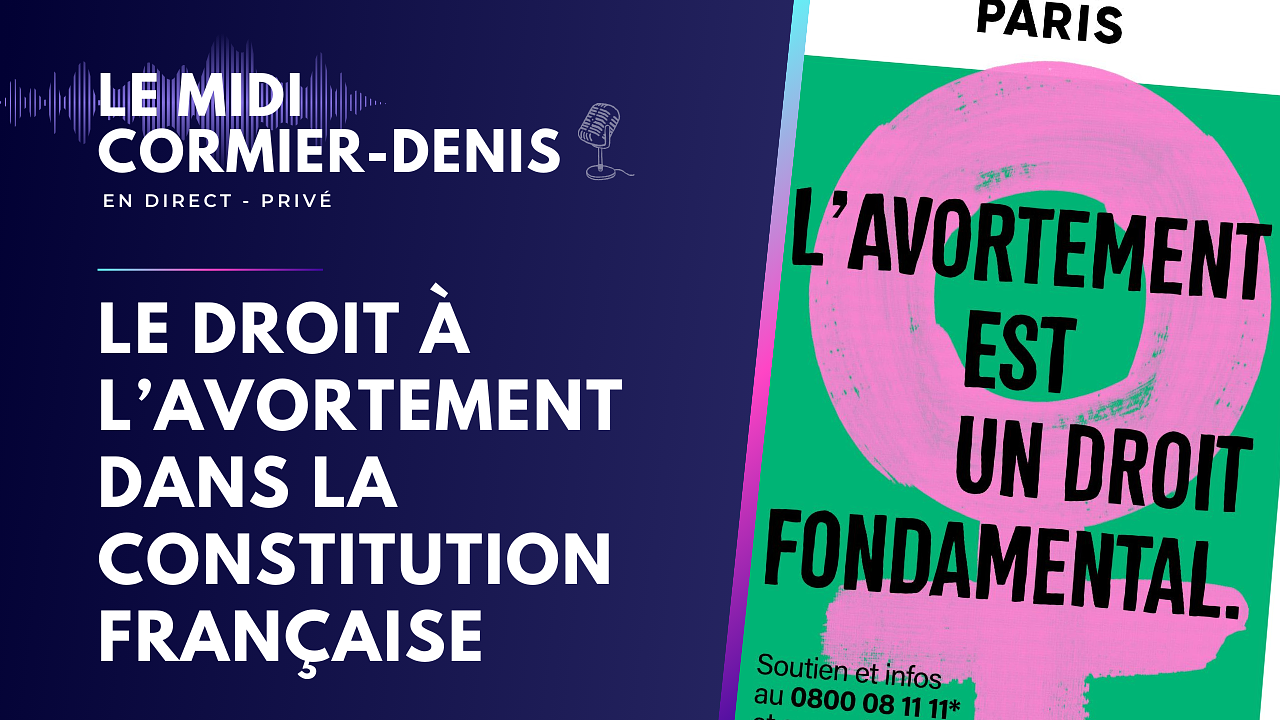 LE MIDI
CORMIER-DENIS
EN DIRECT - PRIVÉ
LE DROIT À
L’AVORTEMENT
DANS LA
CONSTITUTION
FRANÇAISE
PARIS
L’AVORTEMENT
EST
UN DROIT
FONDAMENTAL.
Soutien et infos
au 0800 08 11 11*